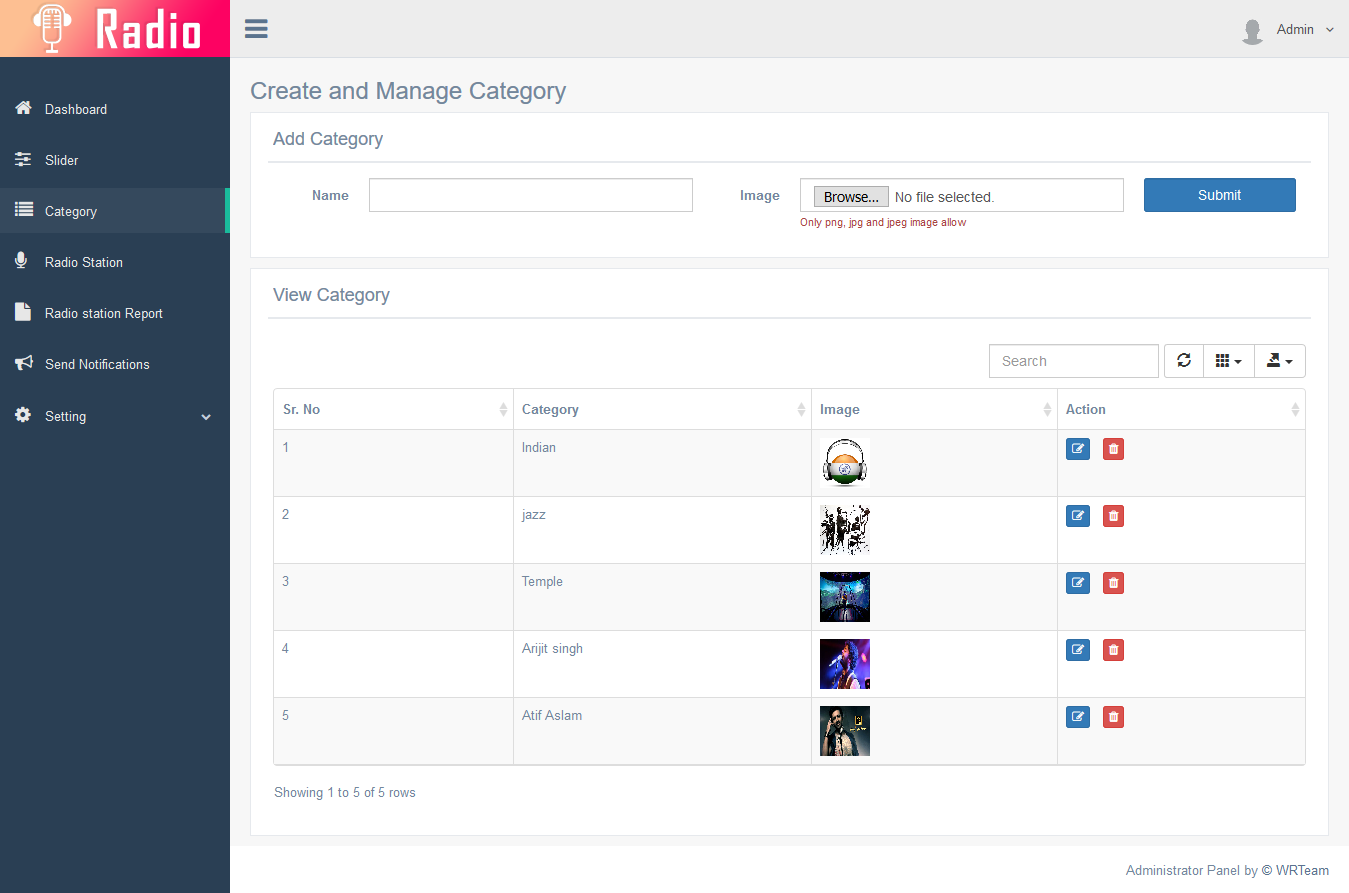 Radio
Admin
Dashboard
Slider
Category
Radio Station
Radio station Report
Send Notifications
Setting
Create and Manage Category
Add Category
Name
Image
Browse... No file selected.
Submit
Only png, jpg and jpeg image allow
View Category
Search
Sr. No Category Image Action
1 Indian
2 jazz
3 Temple
4 Arijit singh
5 Atif Aslam
Showing 1 to 5 of 5 rows
Administrator Panel by © WRTeam